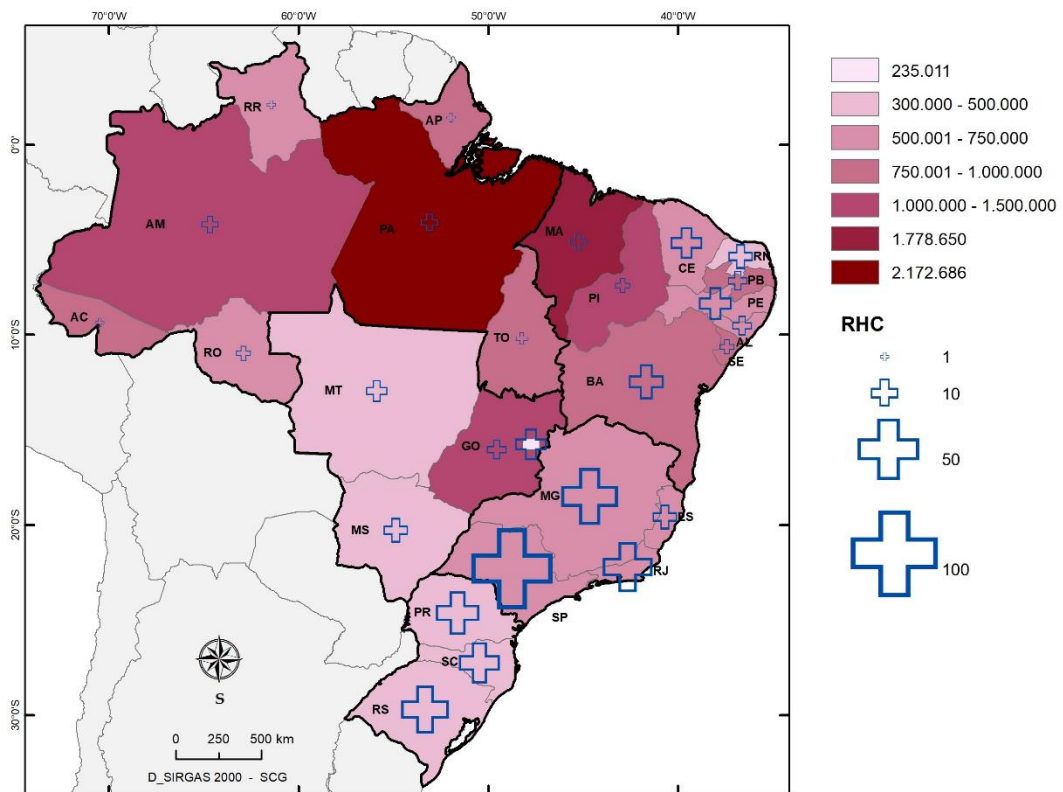 70°0'W 60°0'W 50°0'W 40°0'W
0°0'
10°0'S
20°0'S
30°0'S
RR
AP
AM
PA
MA
CE
RN
PB
PI
PE
AC
TO
AL
RO
SE
BA
MT
GO
MG
ES
MS
RJ
SP
PR
SC
RS
S
0 250 500 km
D_SIRGAS 2000 - SCG
235.011
300.000 - 500.000
500.001 - 750.000
750.001 - 1.000.000
1.000.000 - 1.500.000
1.778.650
2.172.686
RHC
1
10
50
100